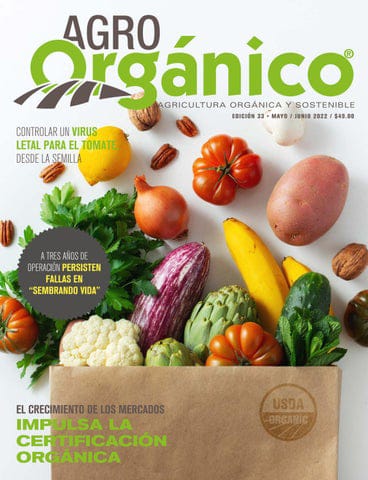 AGRO
Orgánico®
AGRICULTURA ORGÁNICA Y SOSTENIBLE
EDICIÓN 33 • MAYO / JUNIO 2022 / $49.00
CONTROLAR UN VIRUS
LETAL PARA EL TOMATE
DESDE LA SEMILLA
A TRES AÑOS DE
OPERACIÓN PERSISTEN
FALLAS EN
“SEMBRANDO VIDA”
EL CRECIMIENTO DE LOS MERCADOS
IMPULSA LA
CERTIFICACIÓN
ORGÁNICA
USDA
ORGANIC